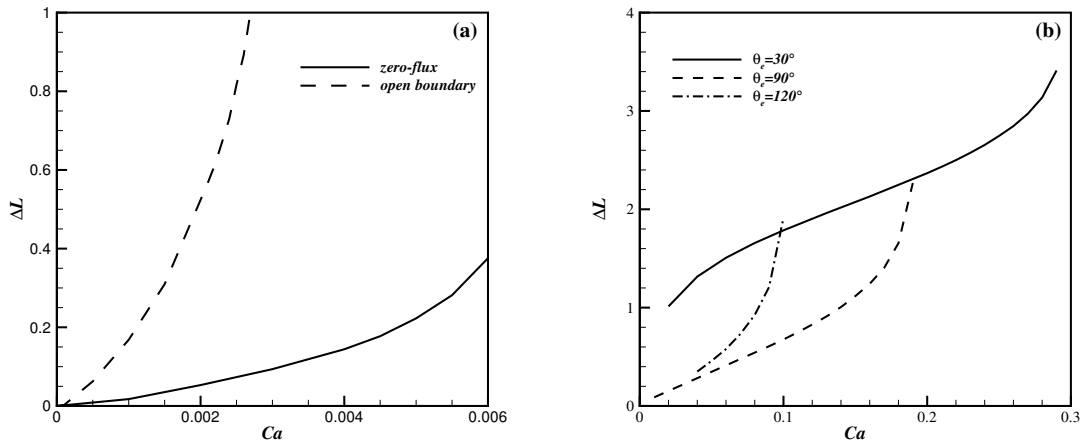 (a)
zero-flux
open boundary
1
0.8
0.6
0.4
0.2
0
ΔL
0
0.002
0.004
0.006
Ca
(b)
θe=30°
θe=90°
θe=120°
4
3
2
1
0
ΔL
0
0.1
0.2
0.3
Ca